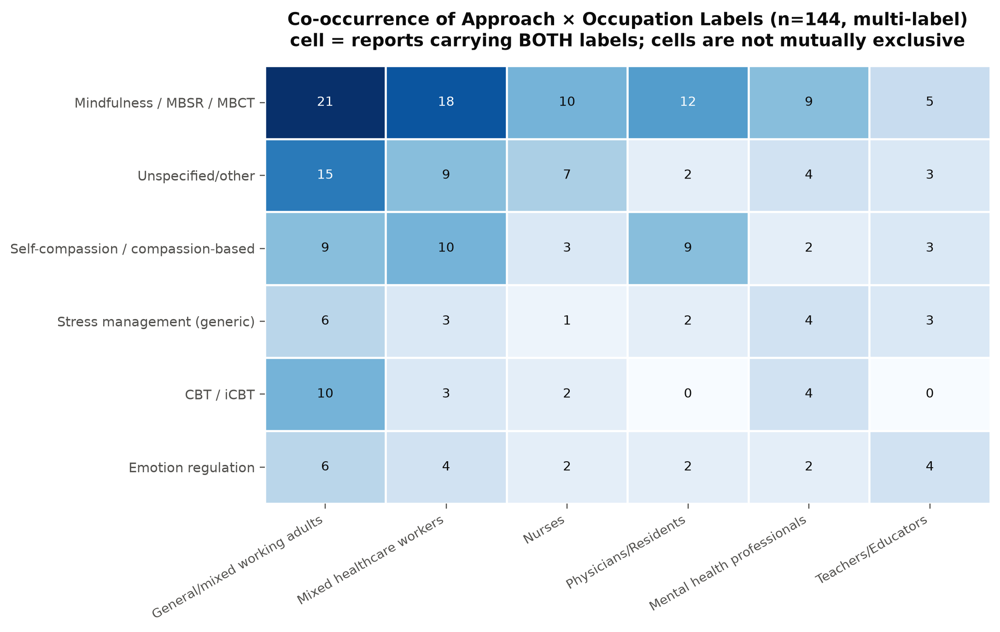 Co-occurrence of Approach × Occupation Labels (n=144, multi-label)
cell = reports carrying BOTH labels; cells are not mutually exclusive
Mindfulness / MBSR / MBCT 21 18 10 12 9 5
Unspecified/other 15 9 7 2 4 3
Self-compassion / compassion-based 9 10 3 9 2 3
Stress management (generic) 6 3 1 2 4 3
CBT / iCBT 10 3 2 0 4 0
Emotion regulation 6 4 2 2 2 4
General/mixed working adults
Mixed healthcare workers
Nurses
Physicians/Residents
Mental health professionals
Teachers/Educators